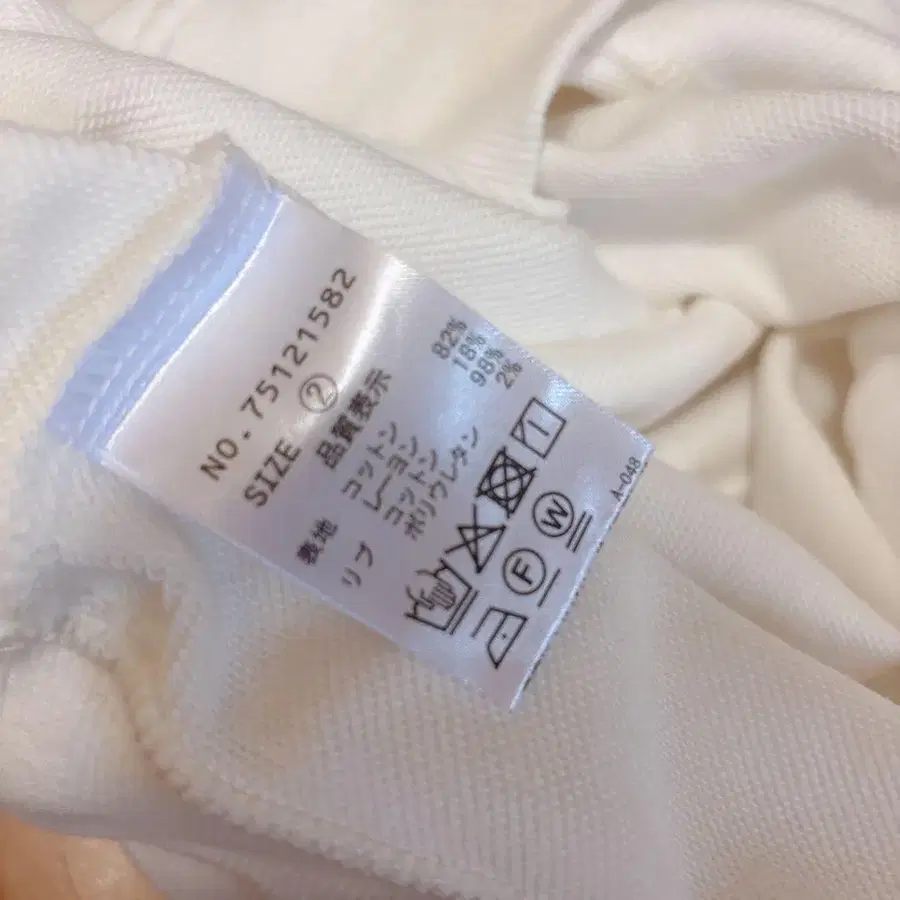 NO.75121582
SIZE ②
品質表示
表地 コットン 82%
レーヨン 18%
リブ コットン 98%
ポリウレタン 2%
F W
A-048